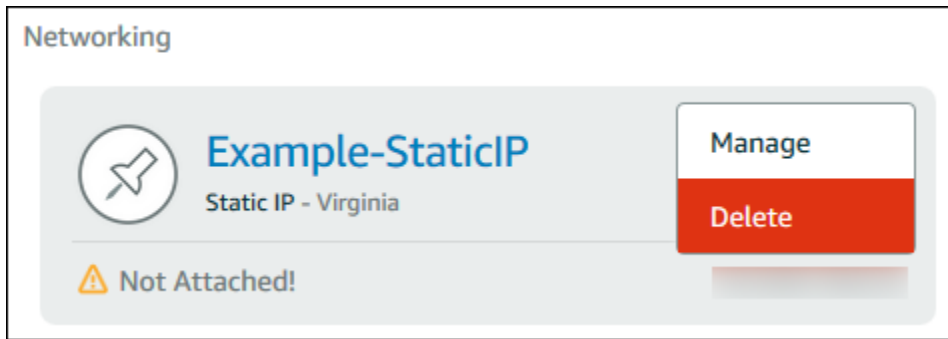 Networking
Example-StaticIP
Manage
Static IP - Virginia
Delete
Not Attached!